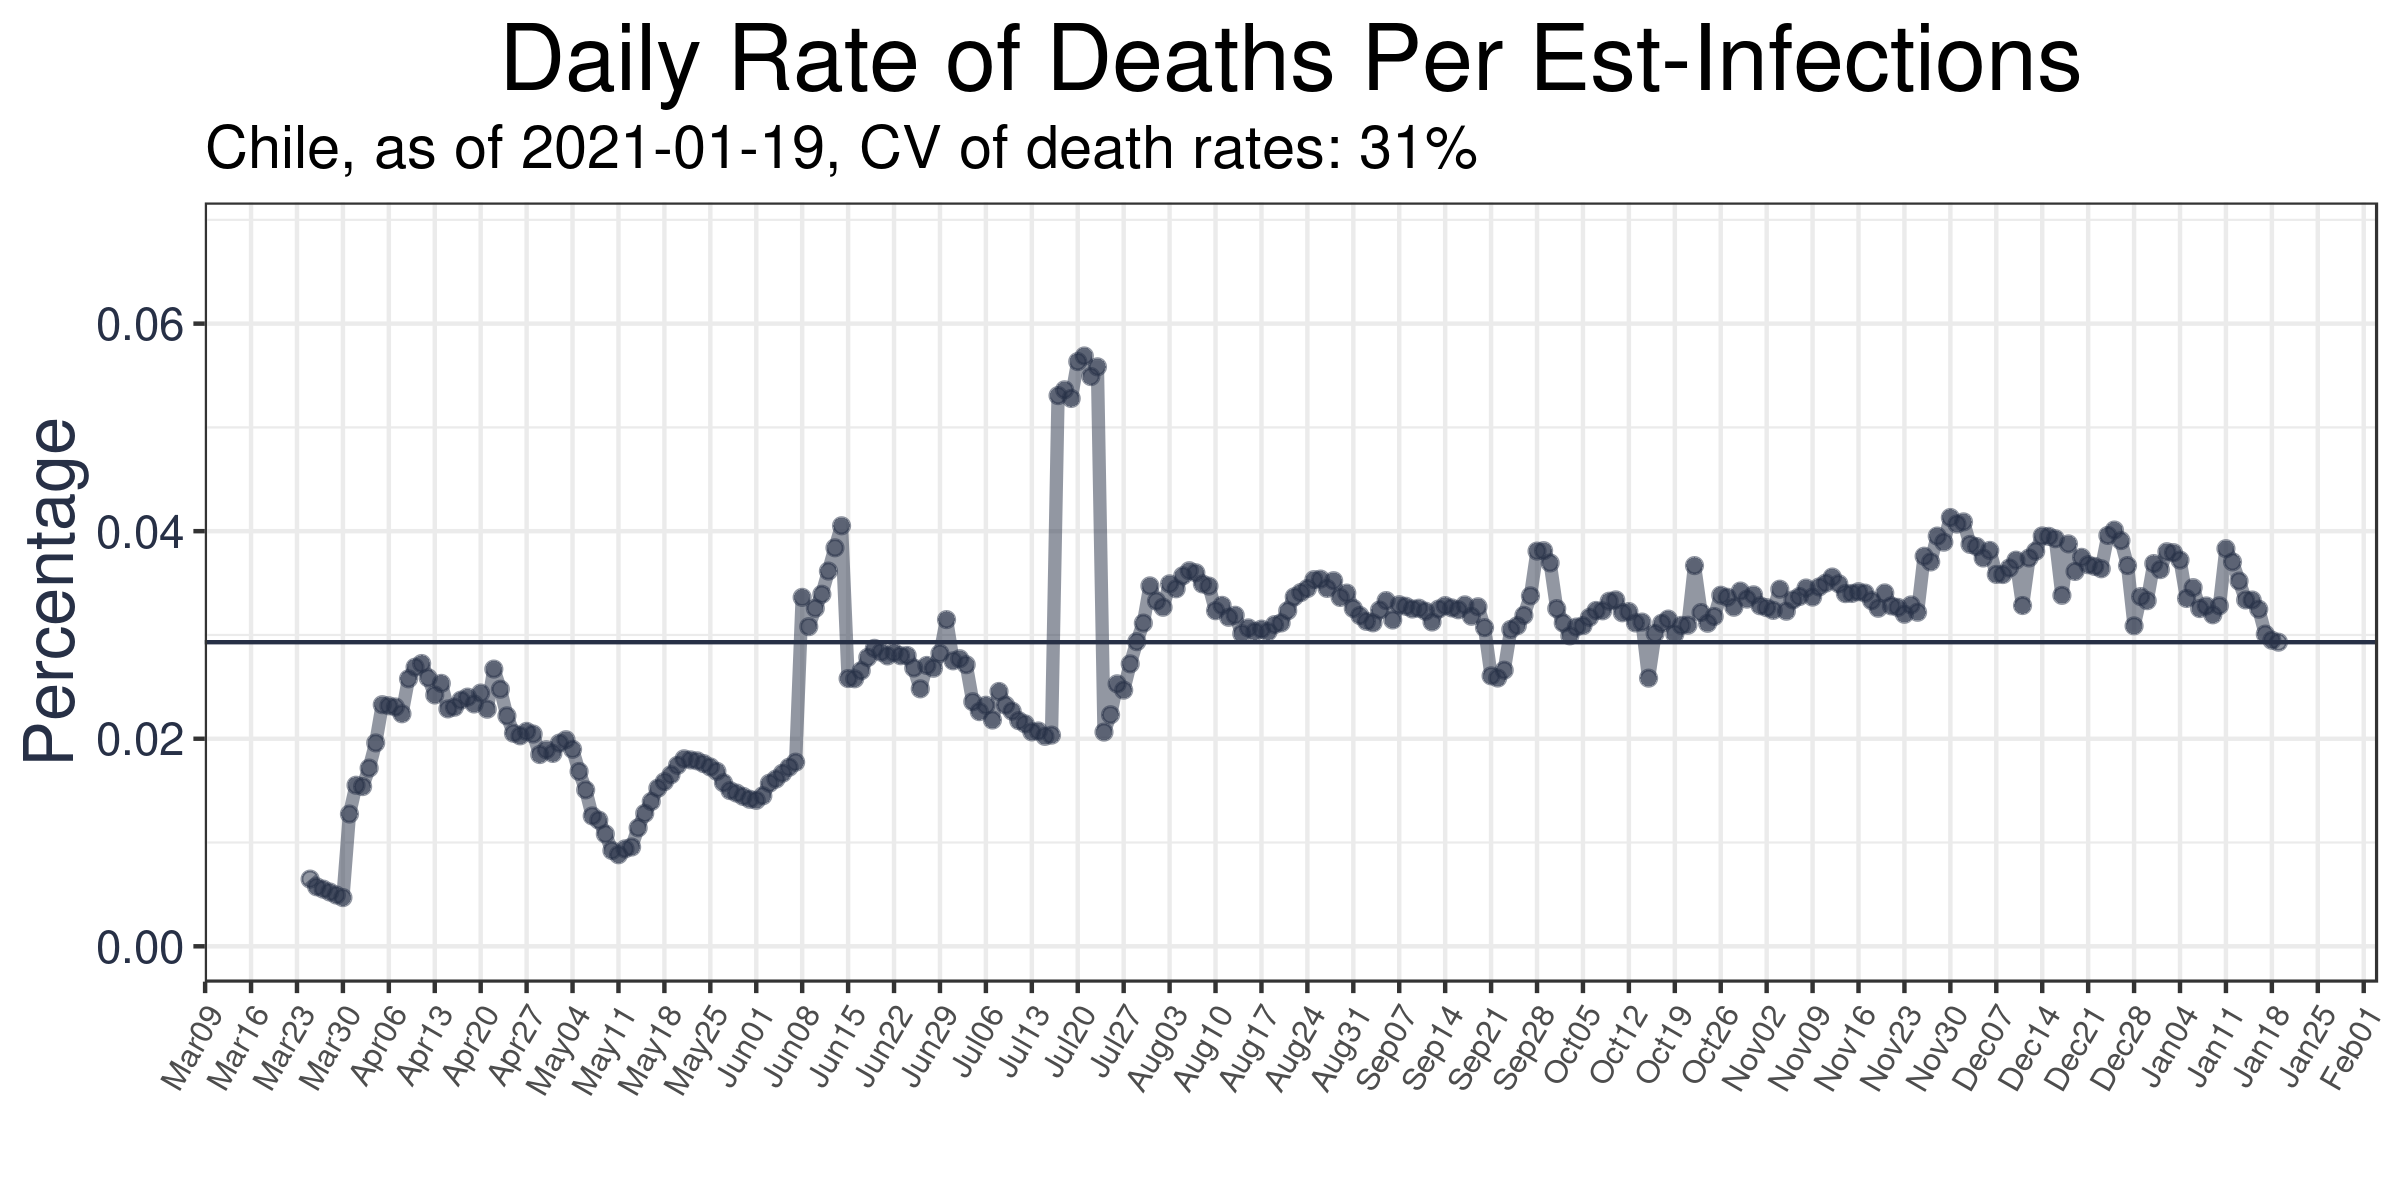 Daily Rate of Deaths Per Est-Infections
Chile, as of 2021-01-19, CV of death rates: 31%
Percentage
0.06
0.04
0.02
0.00
Mar09
Mar16
Mar23
Mar30
Apr06
Apr13
Apr20
Apr27
May04
May11
May18
May25
Jun01
Jun08
Jun15
Jun22
Jun29
Jul06
Jul13
Jul20
Jul27
Aug03
Aug10
Aug17
Aug24
Aug31
Sep07
Sep14
Sep21
Sep28
Oct05
Oct12
Oct19
Oct26
Nov02
Nov09
Nov16
Nov23
Nov30
Dec07
Dec14
Dec21
Dec28
Jan04
Jan11
Jan18
Jan25
Feb01